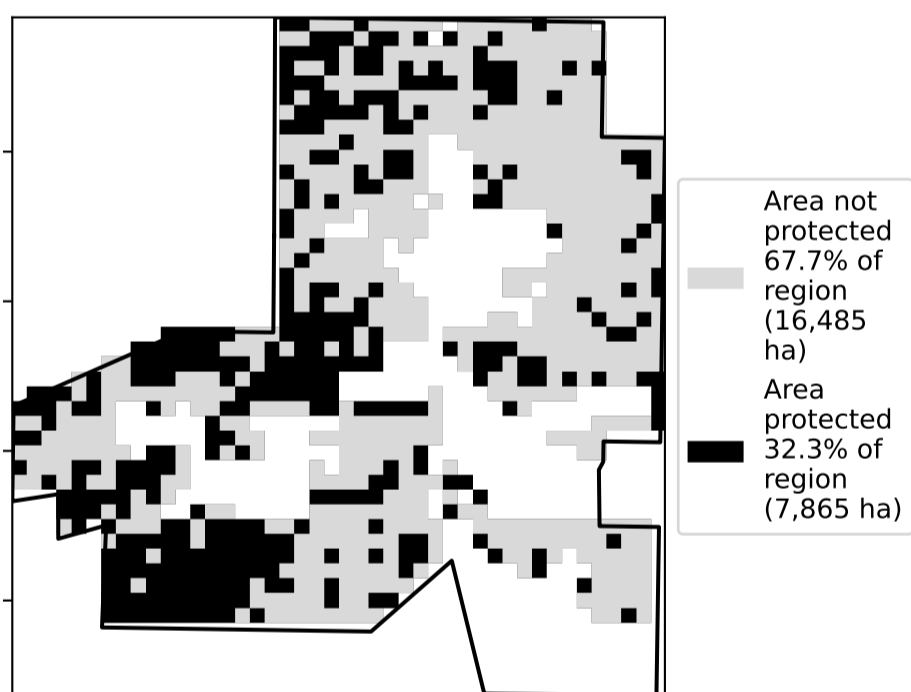 Area not
protected
67.7% of
region
(16,485
ha)
Area
protected
32.3% of
region
(7,865 ha)